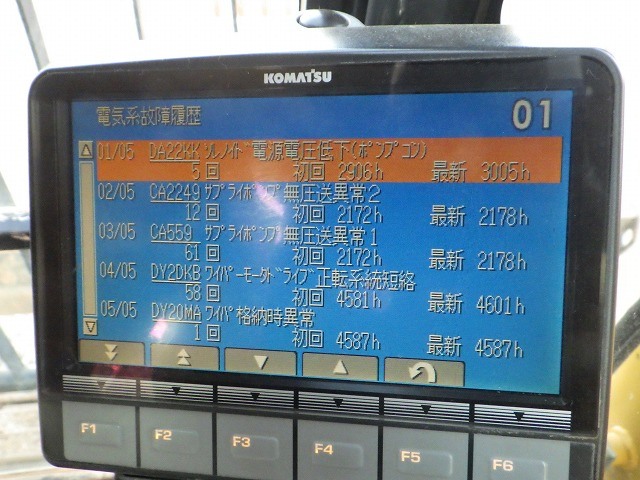 KOMATSU
電気系故障履歴 01
01/05 DA22KK ソレノイド電源電圧低下(ポンプコン)
5回 初回 2906h 最新 3005h
02/05 CA2249 サプライポンプ無圧送異常2
12回 初回 2172h 最新 2178h
03/05 CA559 サプライポンプ無圧送異常1
61回 初回 2172h 最新 2178h
04/05 DY2DKB ワイパーモータドライブ正転系統短絡
58回 初回 4581h 最新 4601h
05/05 DY20MA ワイパ格納時異常
1回 初回 4587h 最新 4587h
F1 F2 F3 F4 F5 F6